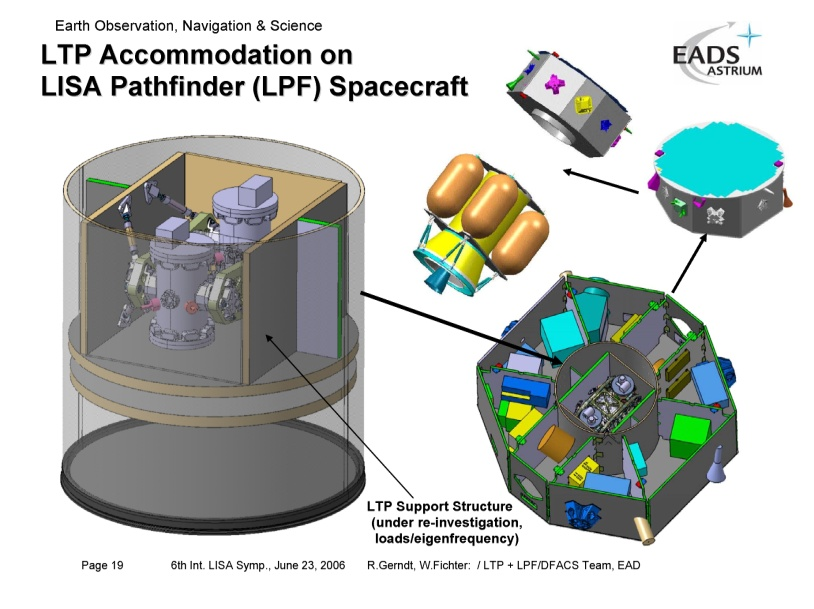 Earth Observation, Navigation & Science
LTP Accommodation on
LISA Pathfinder (LPF) Spacecraft
EADS
ASTRIUM
LTP Support Structure
(under re-investigation,
loads/eigenfrequency)
Page 19 6th Int. LISA Symp., June 23, 2006 R.Gerndt, W.Fichter: / LTP + LPF/DFACS Team, EAD